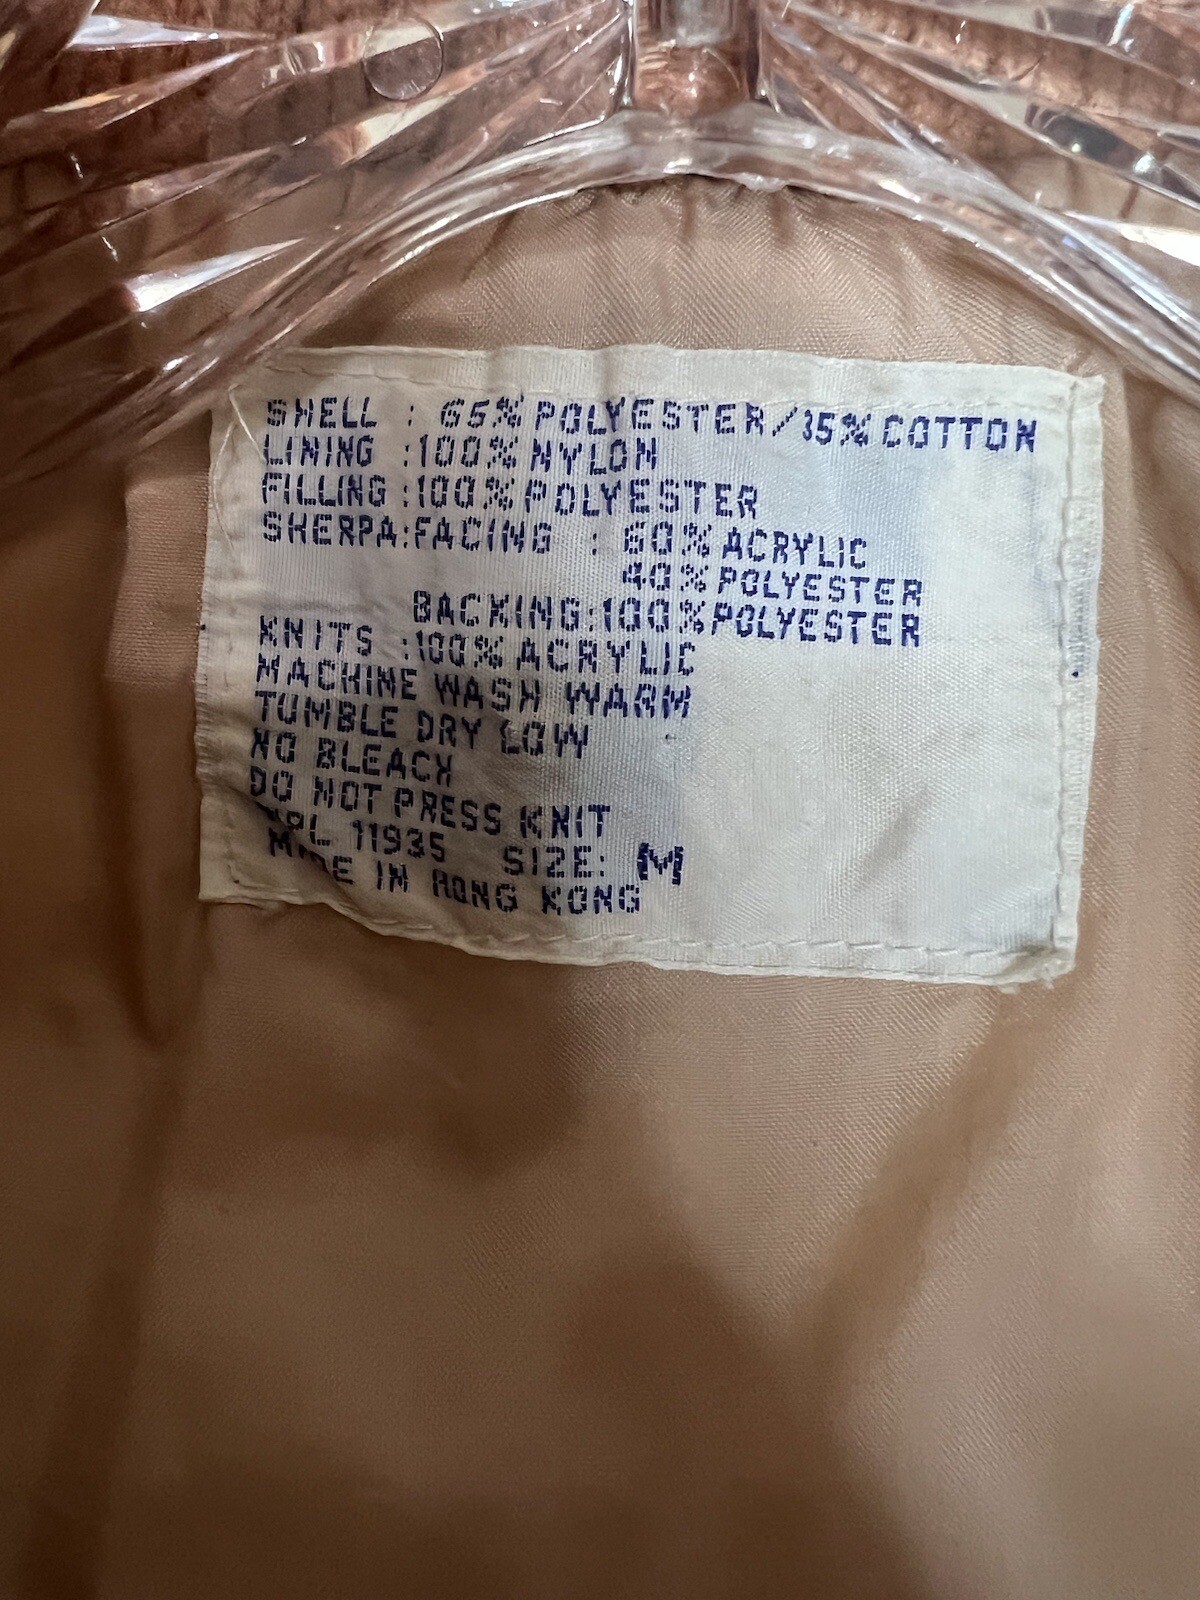 SHELL : 65% POLYESTER/35% COTTON
LINING :100% NYLON
FILLING :100% POLYESTER
SHERPA:FACING : 60% ACRYLIC
40% POLYESTER
BACKING:100% POLYESTER
KNITS :100% ACRYLIC
MACHINE WASH WARM
TUMBLE DRY LOW
NO BLEACH
DO NOT PRESS KNIT
11935 SIZE: M
MADE IN HONG KONG